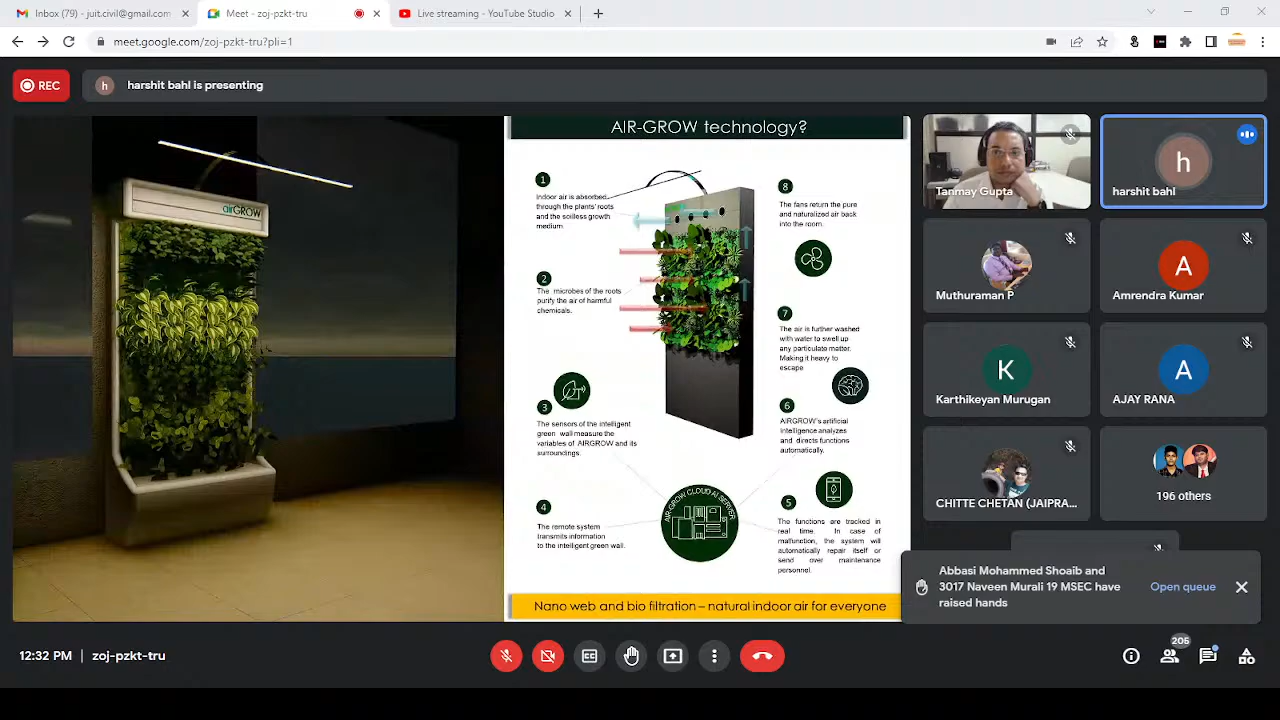 Inbox (79) - juit.civil@gmail.com
Meet - zoj-pzkt-tru
Live streaming - YouTube Studio
meet.google.com/zoj-pzkt-tru?pli=1
REC
h
harshit bahl is presenting
airGROW
AIR-GROW technology?
1
Indoor air is absorbed
through the plants' roots
and the soilless growth
medium.
2
The microbes of the roots
purify the air of harmful
chemicals.
3
The sensors of the intelligent
green wall measure the
variables of AIRGROW and its
surroundings.
4
The remote system
transmits information
to the intelligent green wall.
AIR-GROW CLOUD AI SERVER
8
The fans return the pure
and naturalized air back
into the room.
7
The air is further washed
with water to swell up
any particulate matter.
Making it heavy to
escape
6
AIRGROW's artificial
intelligence analyzes
and directs functions
automatically.
5
The functions are tracked in
real time. In case of
malfunction, the system will
automatically repair itself or
send over maintenance
personnel.
Nano web and bio filtration – natural indoor air for everyone
Tanmay Gupta
h
harshit bahl
Muthuraman P
A
Amrendra Kumar
K
Karthikeyan Murugan
A
AJAY RANA
CHITTE CHETAN (JAIPRA...
196 others
Abbasi Mohammed Shoaib and
3017 Naveen Murali 19 MSEC have
raised hands
Open queue
12:32 PM | zoj-pzkt-tru
206